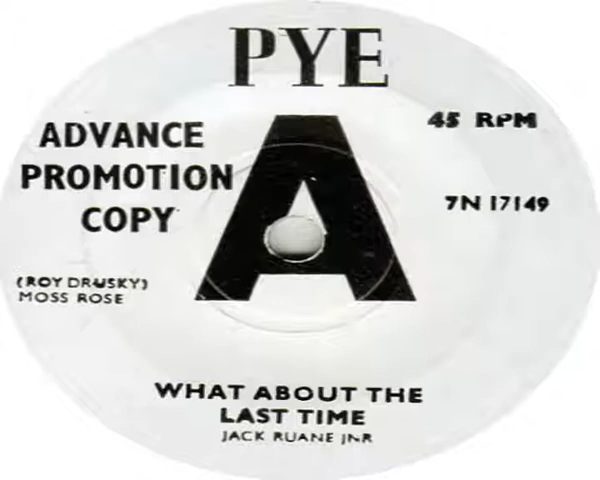 PYE
ADVANCE
PROMOTION
COPY
A
45 RPM
7N 17149
(ROY DRUSKY)
MOSS ROSE
WHAT ABOUT THE
LAST TIME
JACK RUANE JNR